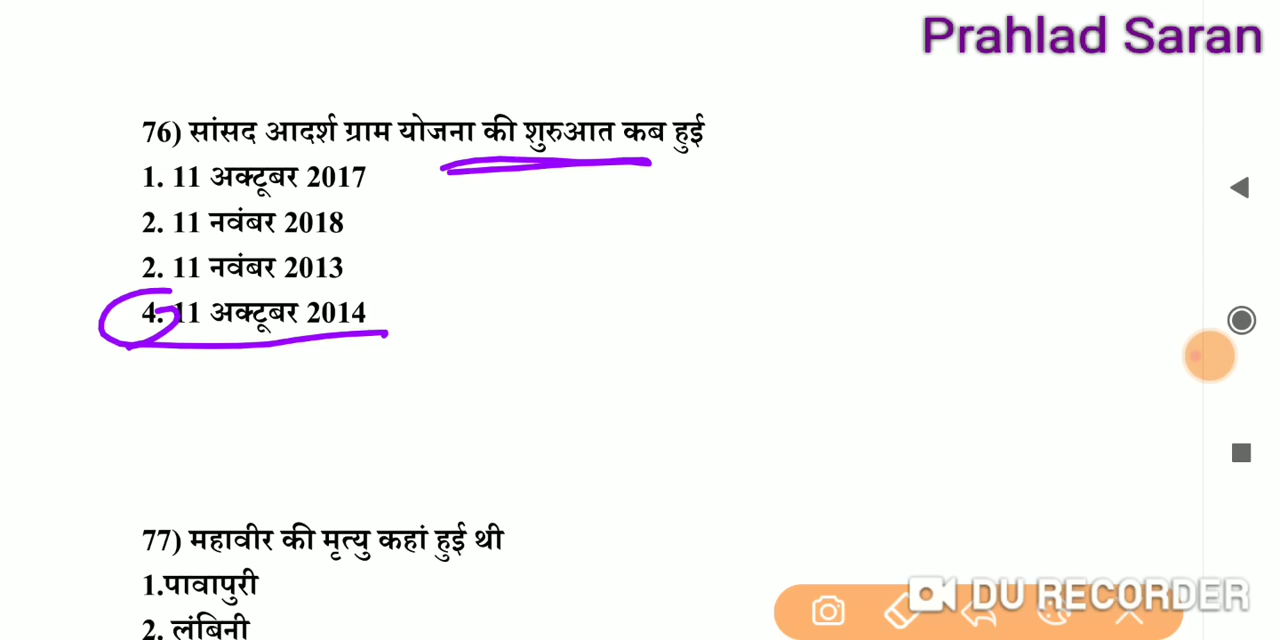 Prahlad Saran
76) सांसद आदर्श ग्राम योजना की शुरुआत कब हुई
1. 11 अक्टूबर 2017
2. 11 नवंबर 2018
2. 11 नवंबर 2013
4. 11 अक्टूबर 2014
77) महावीर की मृत्यु कहां हुई थी
1.पावापुरी
2. लुंबिनी
DU RECORDER